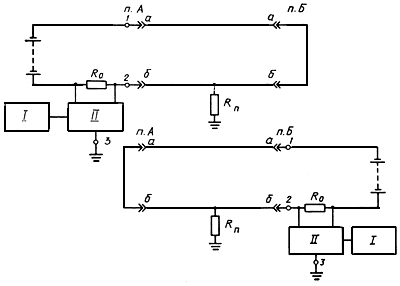 п. А п. Б
1 а а
R₀ 2 б б
I II Rп
3
п. А п. Б
а а 1
б б 2 R₀
Rп II I
3